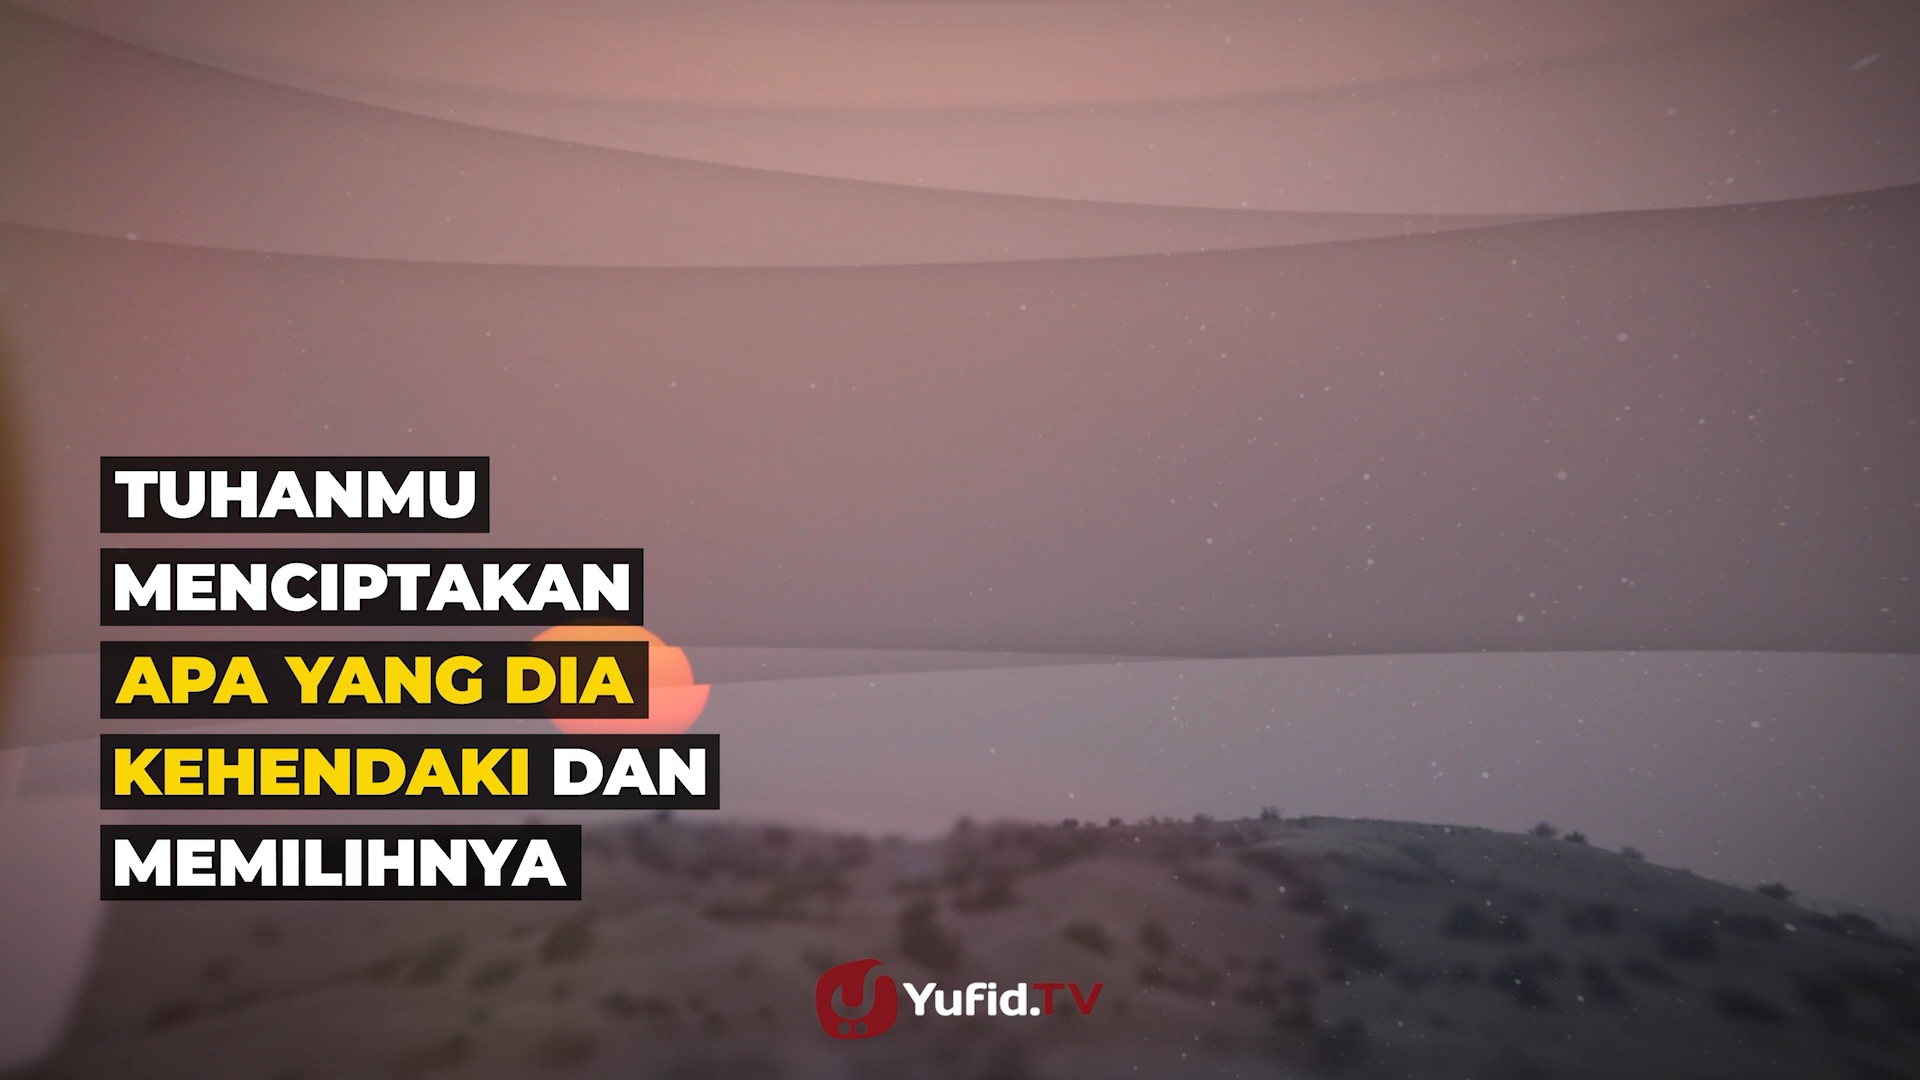 TUHANMU
MENCIPTAKAN
APA YANG DIA
KEHENDAKI DAN
MEMILIHNYA
Yufid.TV